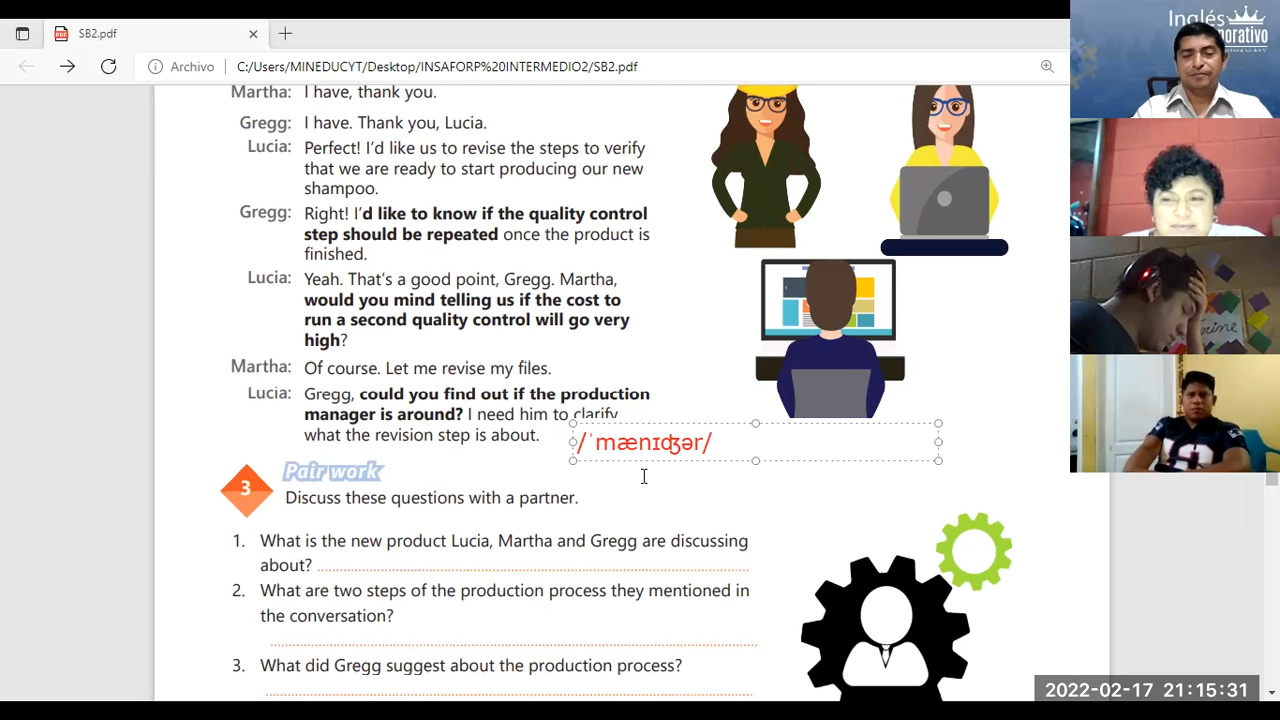 SB2.pdf
Archivo
C:/Users/MINEDUCYT/Desktop/INSAFORP%20INTERMEDIO2/SB2.pdf
Inglés
orporativo
Martha: I have, thank you.
Gregg: I have. Thank you, Lucia.
Lucia: Perfect! I'd like us to revise the steps to verify
that we are ready to start producing our new
shampoo.
Gregg: Right! I'd like to know if the quality control
step should be repeated once the product is
finished.
Lucia: Yeah. That's a good point, Gregg. Martha,
would you mind telling us if the cost to
run a second quality control will go very
high?
Martha: Of course. Let me revise my files.
Lucia: Gregg, could you find out if the production
manager is around? I need him to clarify
what the revision step is about.
/ˈmænɪʤər/
3 Pair work
Discuss these questions with a partner.
1. What is the new product Lucia, Martha and Gregg are discussing
about?
2. What are two steps of the production process they mentioned in
the conversation?
3. What did Gregg suggest about the production process?
2022-02-17 21:15:31